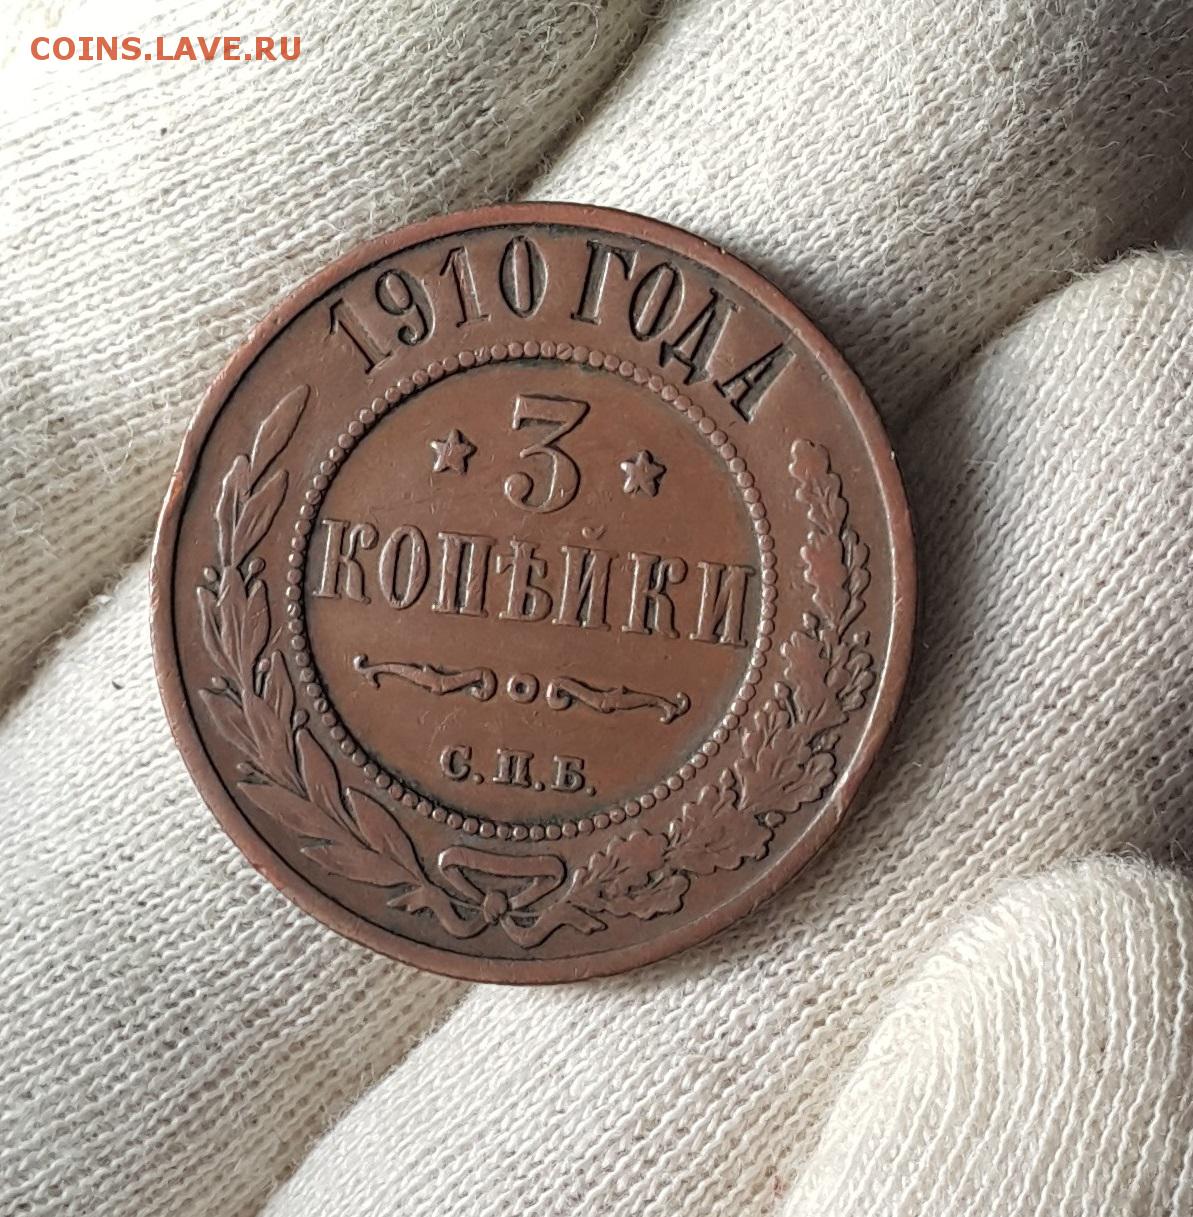 COINS.LAVE.RU
1910 ГОДА
3
КОПѢЙКИ
С.П.Б.